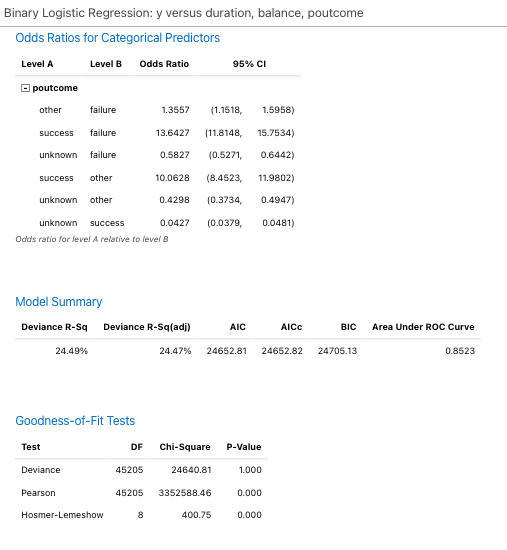 Binary Logistic Regression: y versus duration, balance, poutcome
Odds Ratios for Categorical Predictors
Level A Level B Odds Ratio 95% CI
poutcome
other failure 1.3557 (1.1518, 1.5958)
success failure 13.6427 (11.8148, 15.7534)
unknown failure 0.5827 (0.5271, 0.6442)
success other 10.0628 (8.4523, 11.9802)
unknown other 0.4298 (0.3734, 0.4947)
unknown success 0.0427 (0.0379, 0.0481)
Odds ratio for level A relative to level B
Model Summary
Deviance R-Sq Deviance R-Sq(adj) AIC AICc BIC Area Under ROC Curve
24.49% 24.47% 24652.81 24652.82 24705.13 0.8523
Goodness-of-Fit Tests
Test DF Chi-Square P-Value
Deviance 45205 24640.81 1.000
Pearson 45205 3352588.46 0.000
Hosmer-Lemeshow 8 400.75 0.000